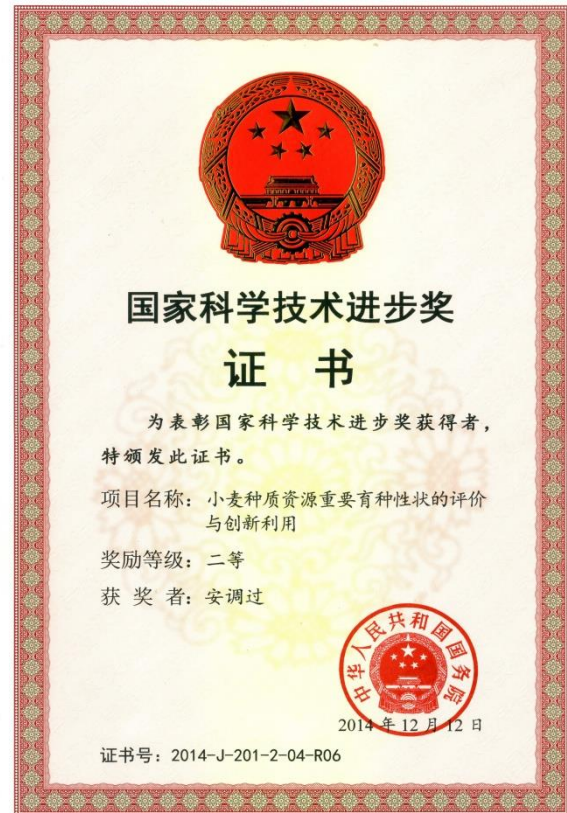 国家科学技术进步奖
证书
为表彰国家科学技术进步奖获得者，
特颁发此证书。
项目名称：小麦种质资源重要育种性状的评价
与创新利用
奖励等级：二等
获奖者：安调过
中华人民共和国国务院
2014年12月12日
证书号：2014-J-201-2-04-R06